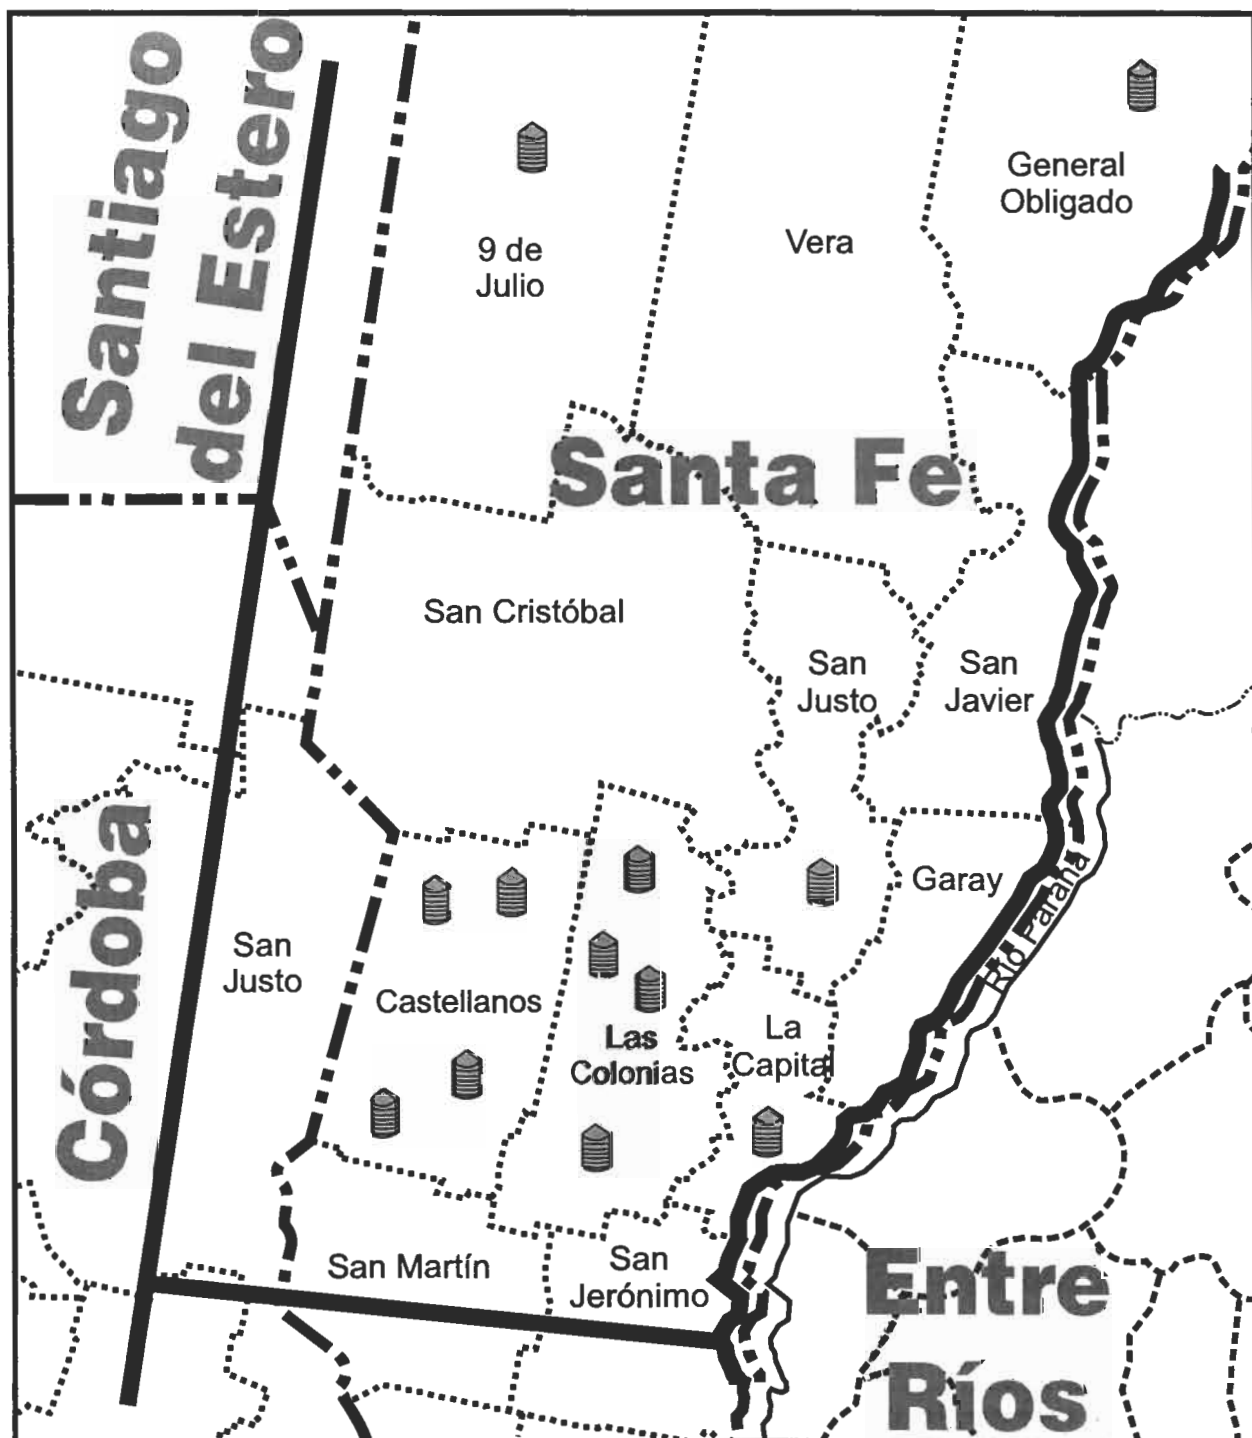 Santiago
del Estero
General
Obligado
9 de
Julio
Vera
Santa Fe
San Cristóbal
San
Justo
San
Javier
Córdoba
Garay
Río Paraná
San
Justo
Castellanos
Las
Colonias
La
Capital
San Martín
San
Jerónimo
Entre
Ríos